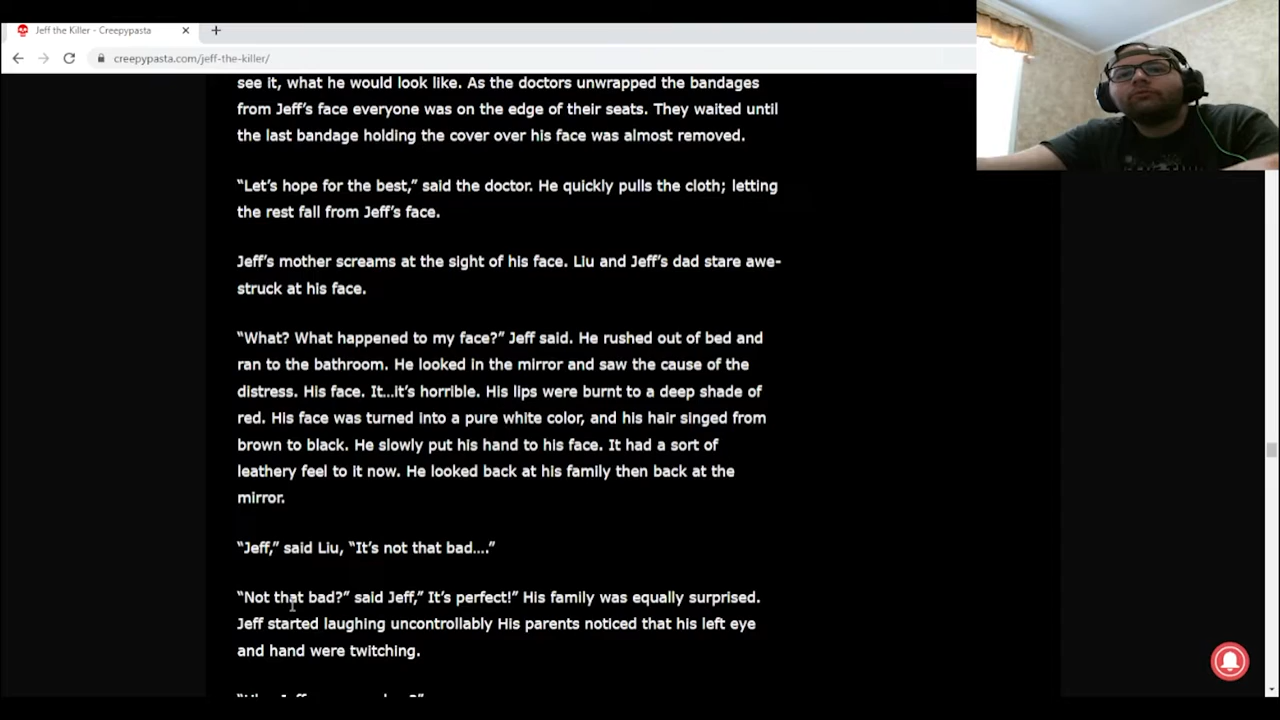 Jeff the Killer - Creepypasta
creepypasta.com/jeff-the-killer/
see it, what he would look like. As the doctors unwrapped the bandages
from Jeff’s face everyone was on the edge of their seats. They waited until
the last bandage holding the cover over his face was almost removed.
“Let’s hope for the best,” said the doctor. He quickly pulls the cloth; letting
the rest fall from Jeff’s face.
Jeff’s mother screams at the sight of his face. Liu and Jeff’s dad stare awe-
struck at his face.
“What? What happened to my face?” Jeff said. He rushed out of bed and
ran to the bathroom. He looked in the mirror and saw the cause of the
distress. His face. It…it’s horrible. His lips were burnt to a deep shade of
red. His face was turned into a pure white color, and his hair singed from
brown to black. He slowly put his hand to his face. It had a sort of
leathery feel to it now. He looked back at his family then back at the
mirror.
“Jeff,” said Liu, “It’s not that bad….”
“Not that bad?” said Jeff,” It’s perfect!” His family was equally surprised.
Jeff started laughing uncontrollably His parents noticed that his left eye
and hand were twitching.